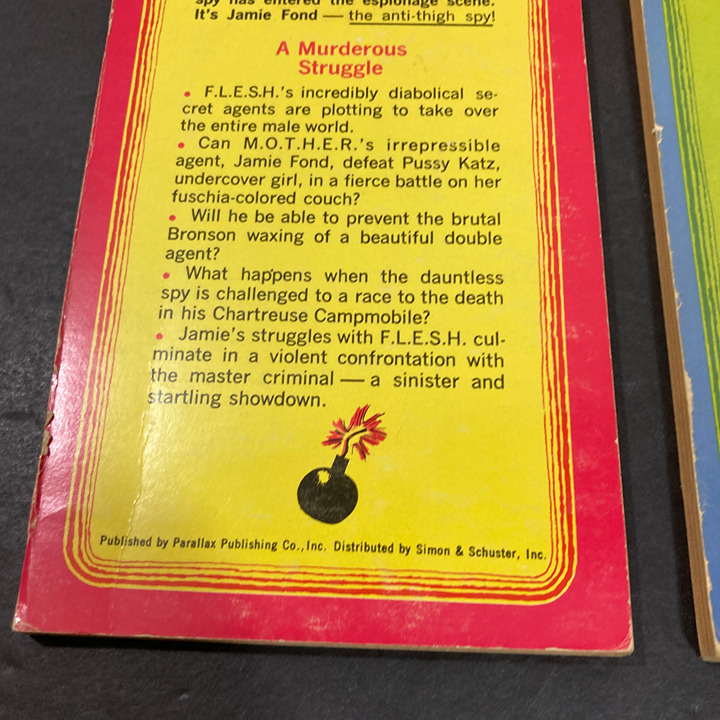 spy has entered the espionage scene.
It's Jamie Fond — the anti-thigh spy!
A Murderous
Struggle
• F.L.E.S.H.'s incredibly diabolical se-
cret agents are plotting to take over
the entire male world.
• Can M.O.T.H.E.R.'s irrepressible
agent, Jamie Fond, defeat Pussy Katz,
undercover girl, in a fierce battle on her
fuschia-colored couch?
• Will he be able to prevent the brutal
Bronson waxing of a beautiful double
agent?
• What happens when the dauntless
spy is challenged to a race to the death
in his Chartreuse Campmobile?
• Jamie's struggles with F.L.E.S.H. cul-
minate in a violent confrontation with
the master criminal — a sinister and
startling showdown.
Published by Parallax Publishing Co., Inc. Distributed by Simon & Schuster, Inc.